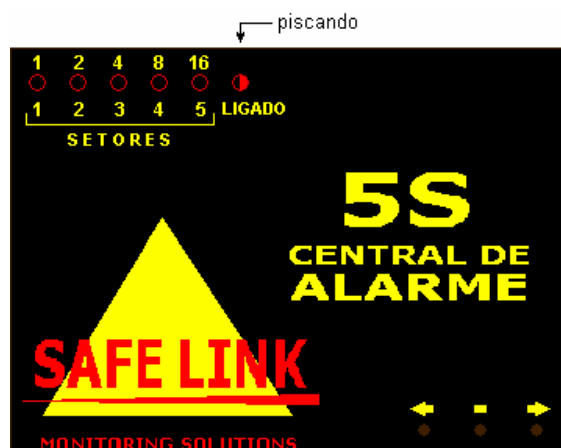 piscando
1 2 4 8 16
1 2 3 4 5 LIGADO
SETORES
5S
CENTRAL DE
ALARME
SAFE LINK
MONITORING SOLUTIONS